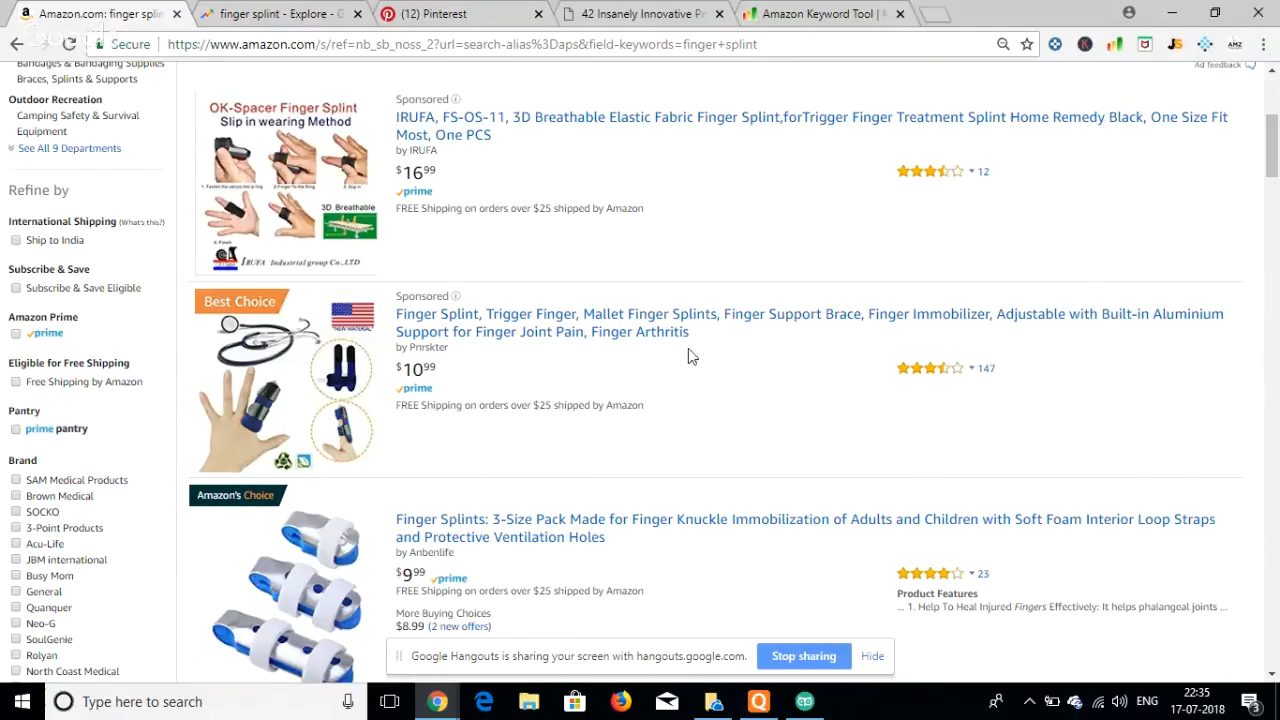 finger splint - Explore - G
(12) Pinterest
42 Insanely Innovative P
Amazon Keyword Tool | K
Secure
https://www.amazon.com/s/ref=nb_sb_noss_2?url=search-alias%3Daps&field-keywords=finger+splint
Bandages & Bandaging Supplies
Braces, Splints & Supports
Outdoor Recreation
Camping Safety & Survival
Equipment
See All 9 Departments
Refine by
International Shipping (What's this?)
Ship to India
Subscribe & Save
Subscribe & Save Eligible
Amazon Prime
prime
Eligible for Free Shipping
Free Shipping by Amazon
Pantry
prime pantry
Brand
SAM Medical Products
Brown Medical
SOCKO
3-Point Products
Acu-Life
JBM international
Busy Mom
General
Quanquer
Neo-G
SoulGenie
Rolyan
North Coast Medical
Ad feedback
OK-Spacer Finger Splint
Slip in wearing Method
3D Breathable
IRUFA Industrial group Co., LTD
Sponsored
IRUFA, FS-OS-11, 3D Breathable Elastic Fabric Finger Splint,forTrigger Finger Treatment Splint Home Remedy Black, One Size Fit
Most, One PCS
by IRUFA
$16 99
prime
FREE Shipping on orders over $25 shipped by Amazon
12
Best Choice
NEW MATERIAL
Sponsored
Finger Splint, Trigger Finger, Mallet Finger Splints, Finger Support Brace, Finger Immobilizer, Adjustable with Built-in Aluminium
Support for Finger Joint Pain, Finger Arthritis
by Pnrskter
$10 99
prime
FREE Shipping on orders over $25 shipped by Amazon
147
Amazon's Choice
Finger Splints: 3-Size Pack Made for Finger Knuckle Immobilization of Adults and Children with Soft Foam Interior Loop Straps
and Protective Ventilation Holes
by Anbenlife
$9 99 prime
FREE Shipping on orders over $25 shipped by Amazon
More Buying Choices
$8.99 (2 new offers)
23
Product Features
... 1. Help To Heal Injured Fingers Effectively: It helps phalangeal joints ...
Google Hangouts is sharing your screen with hangouts.google.com.
Stop sharing
Hide
Type here to search
ENG
22:35
17-07-2018
3